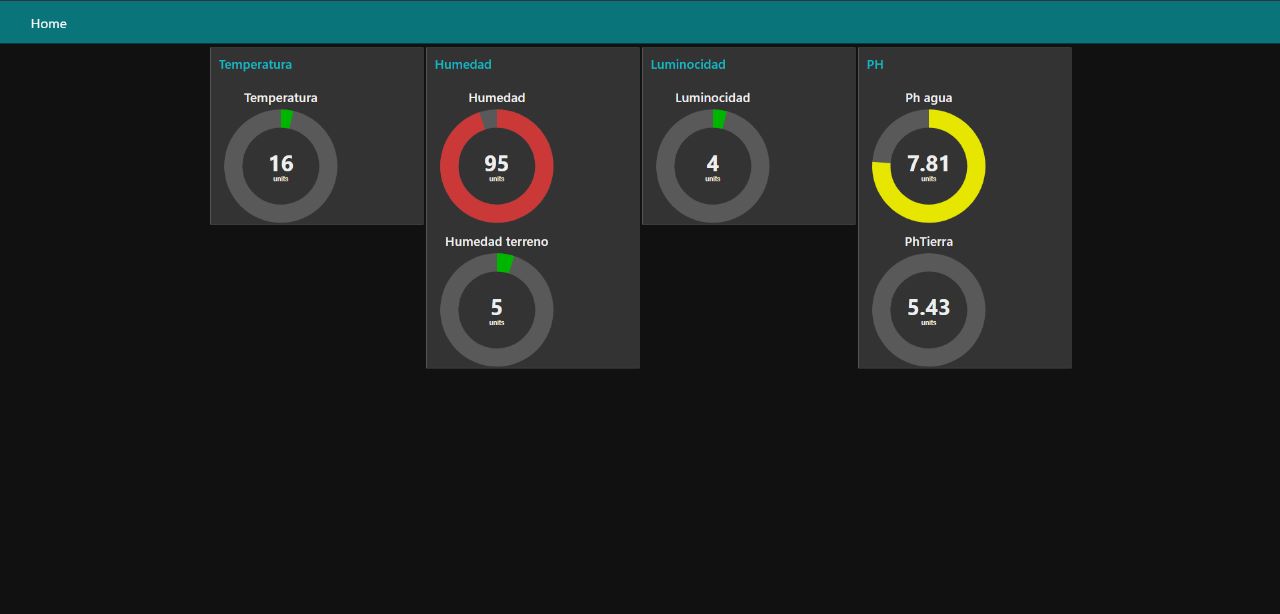 Home
Temperatura
Temperatura
16
units
Humedad
Humedad
95
units
Humedad terreno
5
units
Luminocidad
Luminocidad
4
units
PH
Ph agua
7.81
units
PhTierra
5.43
units